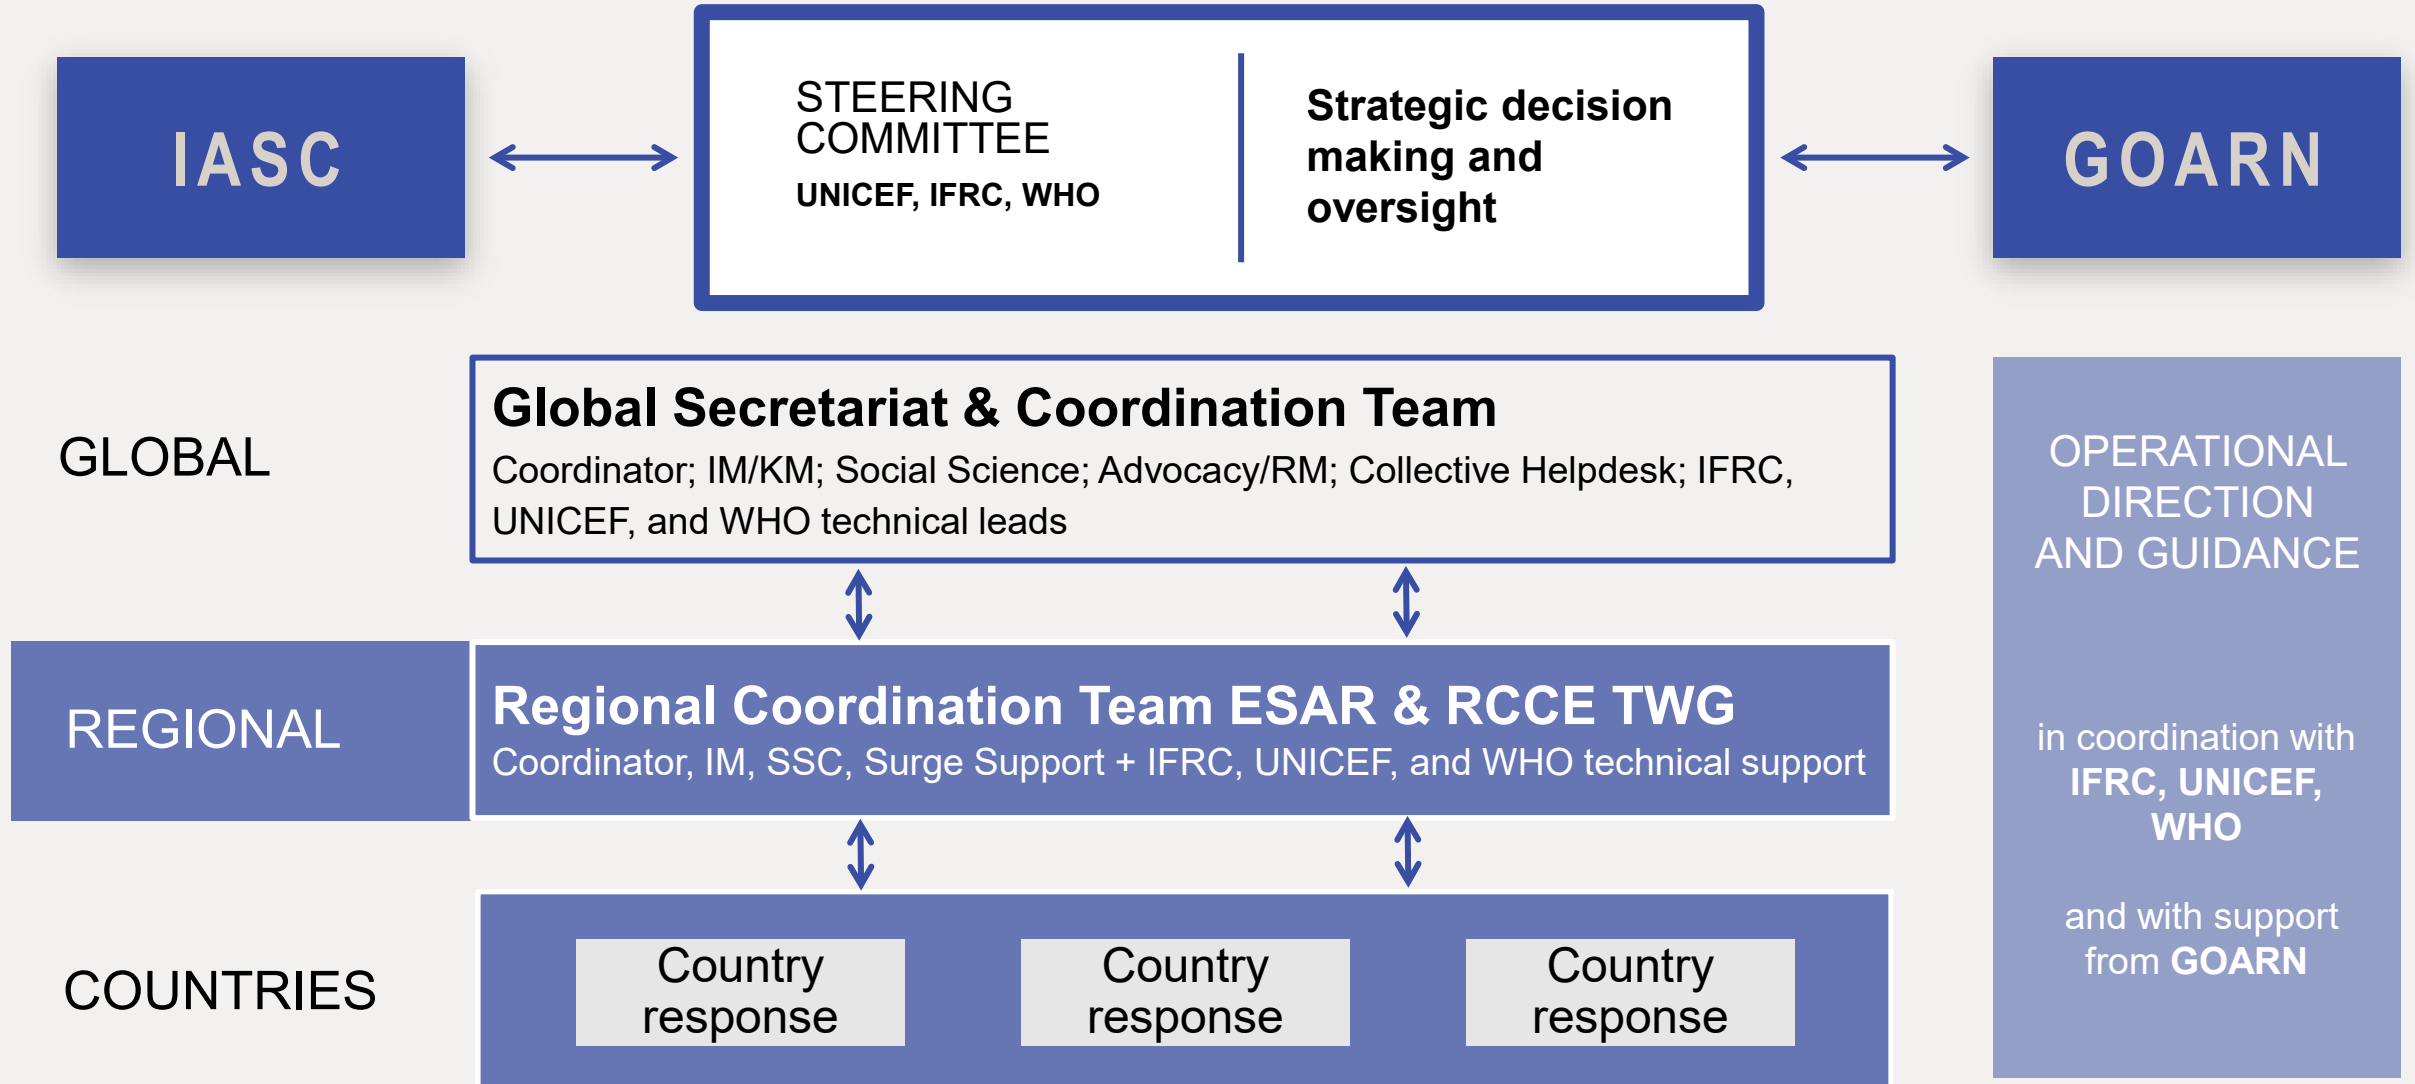 IASC
STEERING
COMMITTEE
UNICEF, IFRC, WHO
Strategic decision
making and
oversight
GOARN
GLOBAL
Global Secretariat & Coordination Team
Coordinator; IM/KM; Social Science; Advocacy/RM; Collective Helpdesk; IFRC,
UNICEF, and WHO technical leads
REGIONAL
Regional Coordination Team ESAR & RCCE TWG
Coordinator, IM, SSC, Surge Support + IFRC, UNICEF, and WHO technical support
COUNTRIES
Country
response
Country
response
Country
response
OPERATIONAL
DIRECTION
AND GUIDANCE
in coordination with
IFRC, UNICEF,
WHO
and with support
from GOARN